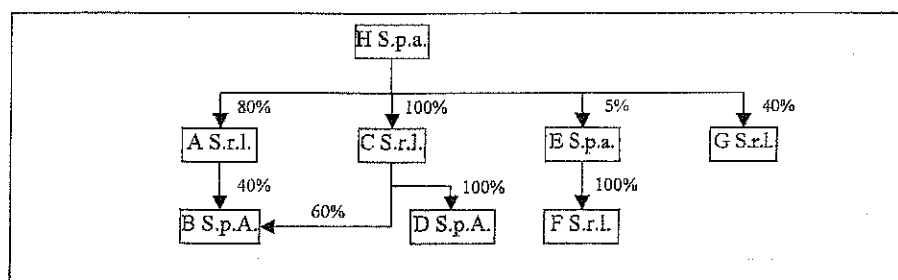 H S.p.a.
80%
100%
5%
40%
A S.r.l.
C S.r.l.
E S.p.a.
G S.r.l.
40%
60%
100%
100%
B S.p.A.
D S.p.A.
F S.r.l.